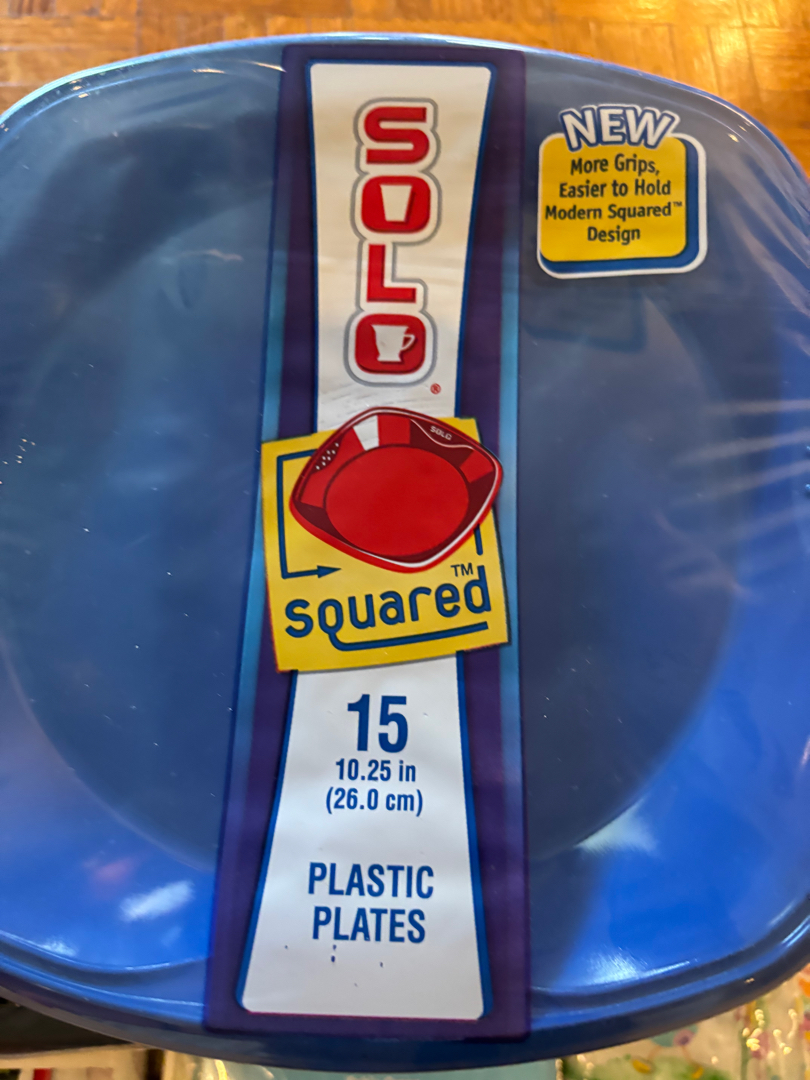 SOLO
®
NEW
More Grips,
Easier to Hold
Modern Squared™
Design
SOLO
squared™
15
10.25 in
(26.0 cm)
PLASTIC
PLATES